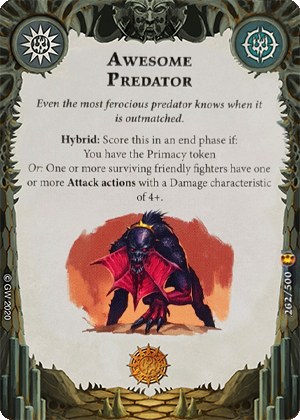 AWESOME
PREDATOR
Even the most ferocious predator knows when it
is outmatched.
Hybrid: Score this in an end phase if:
You have the Primacy token
Or: One or more surviving friendly fighters have one
or more Attack actions with a Damage characteristic
of 4+.
© GW 2020
262/500